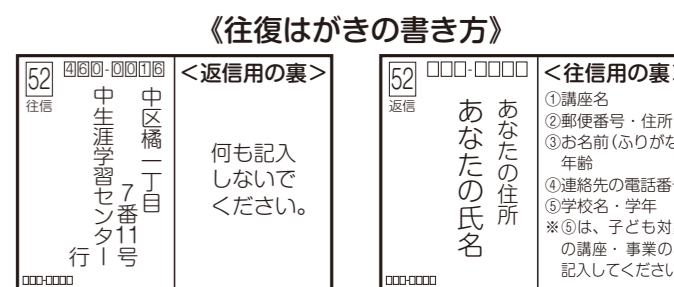 《往復はがきの書き方》
52
往信
460-0016
中区橘一丁目
7番11号
中生涯学習センター
行
□□□-□□□□
<返信用の裏>
何も記入
しないで
ください。
52
返信
□□□-□□□□
あなたの住所
あなたの氏名
□□□-□□□□
<往信用の裏
①講座名
②郵便番号・住所
③お名前(ふりがな
年齢
④連絡先の電話番
⑤学校名・学年
※⑤は、子ども対
の講座・事業の
記入してくださ